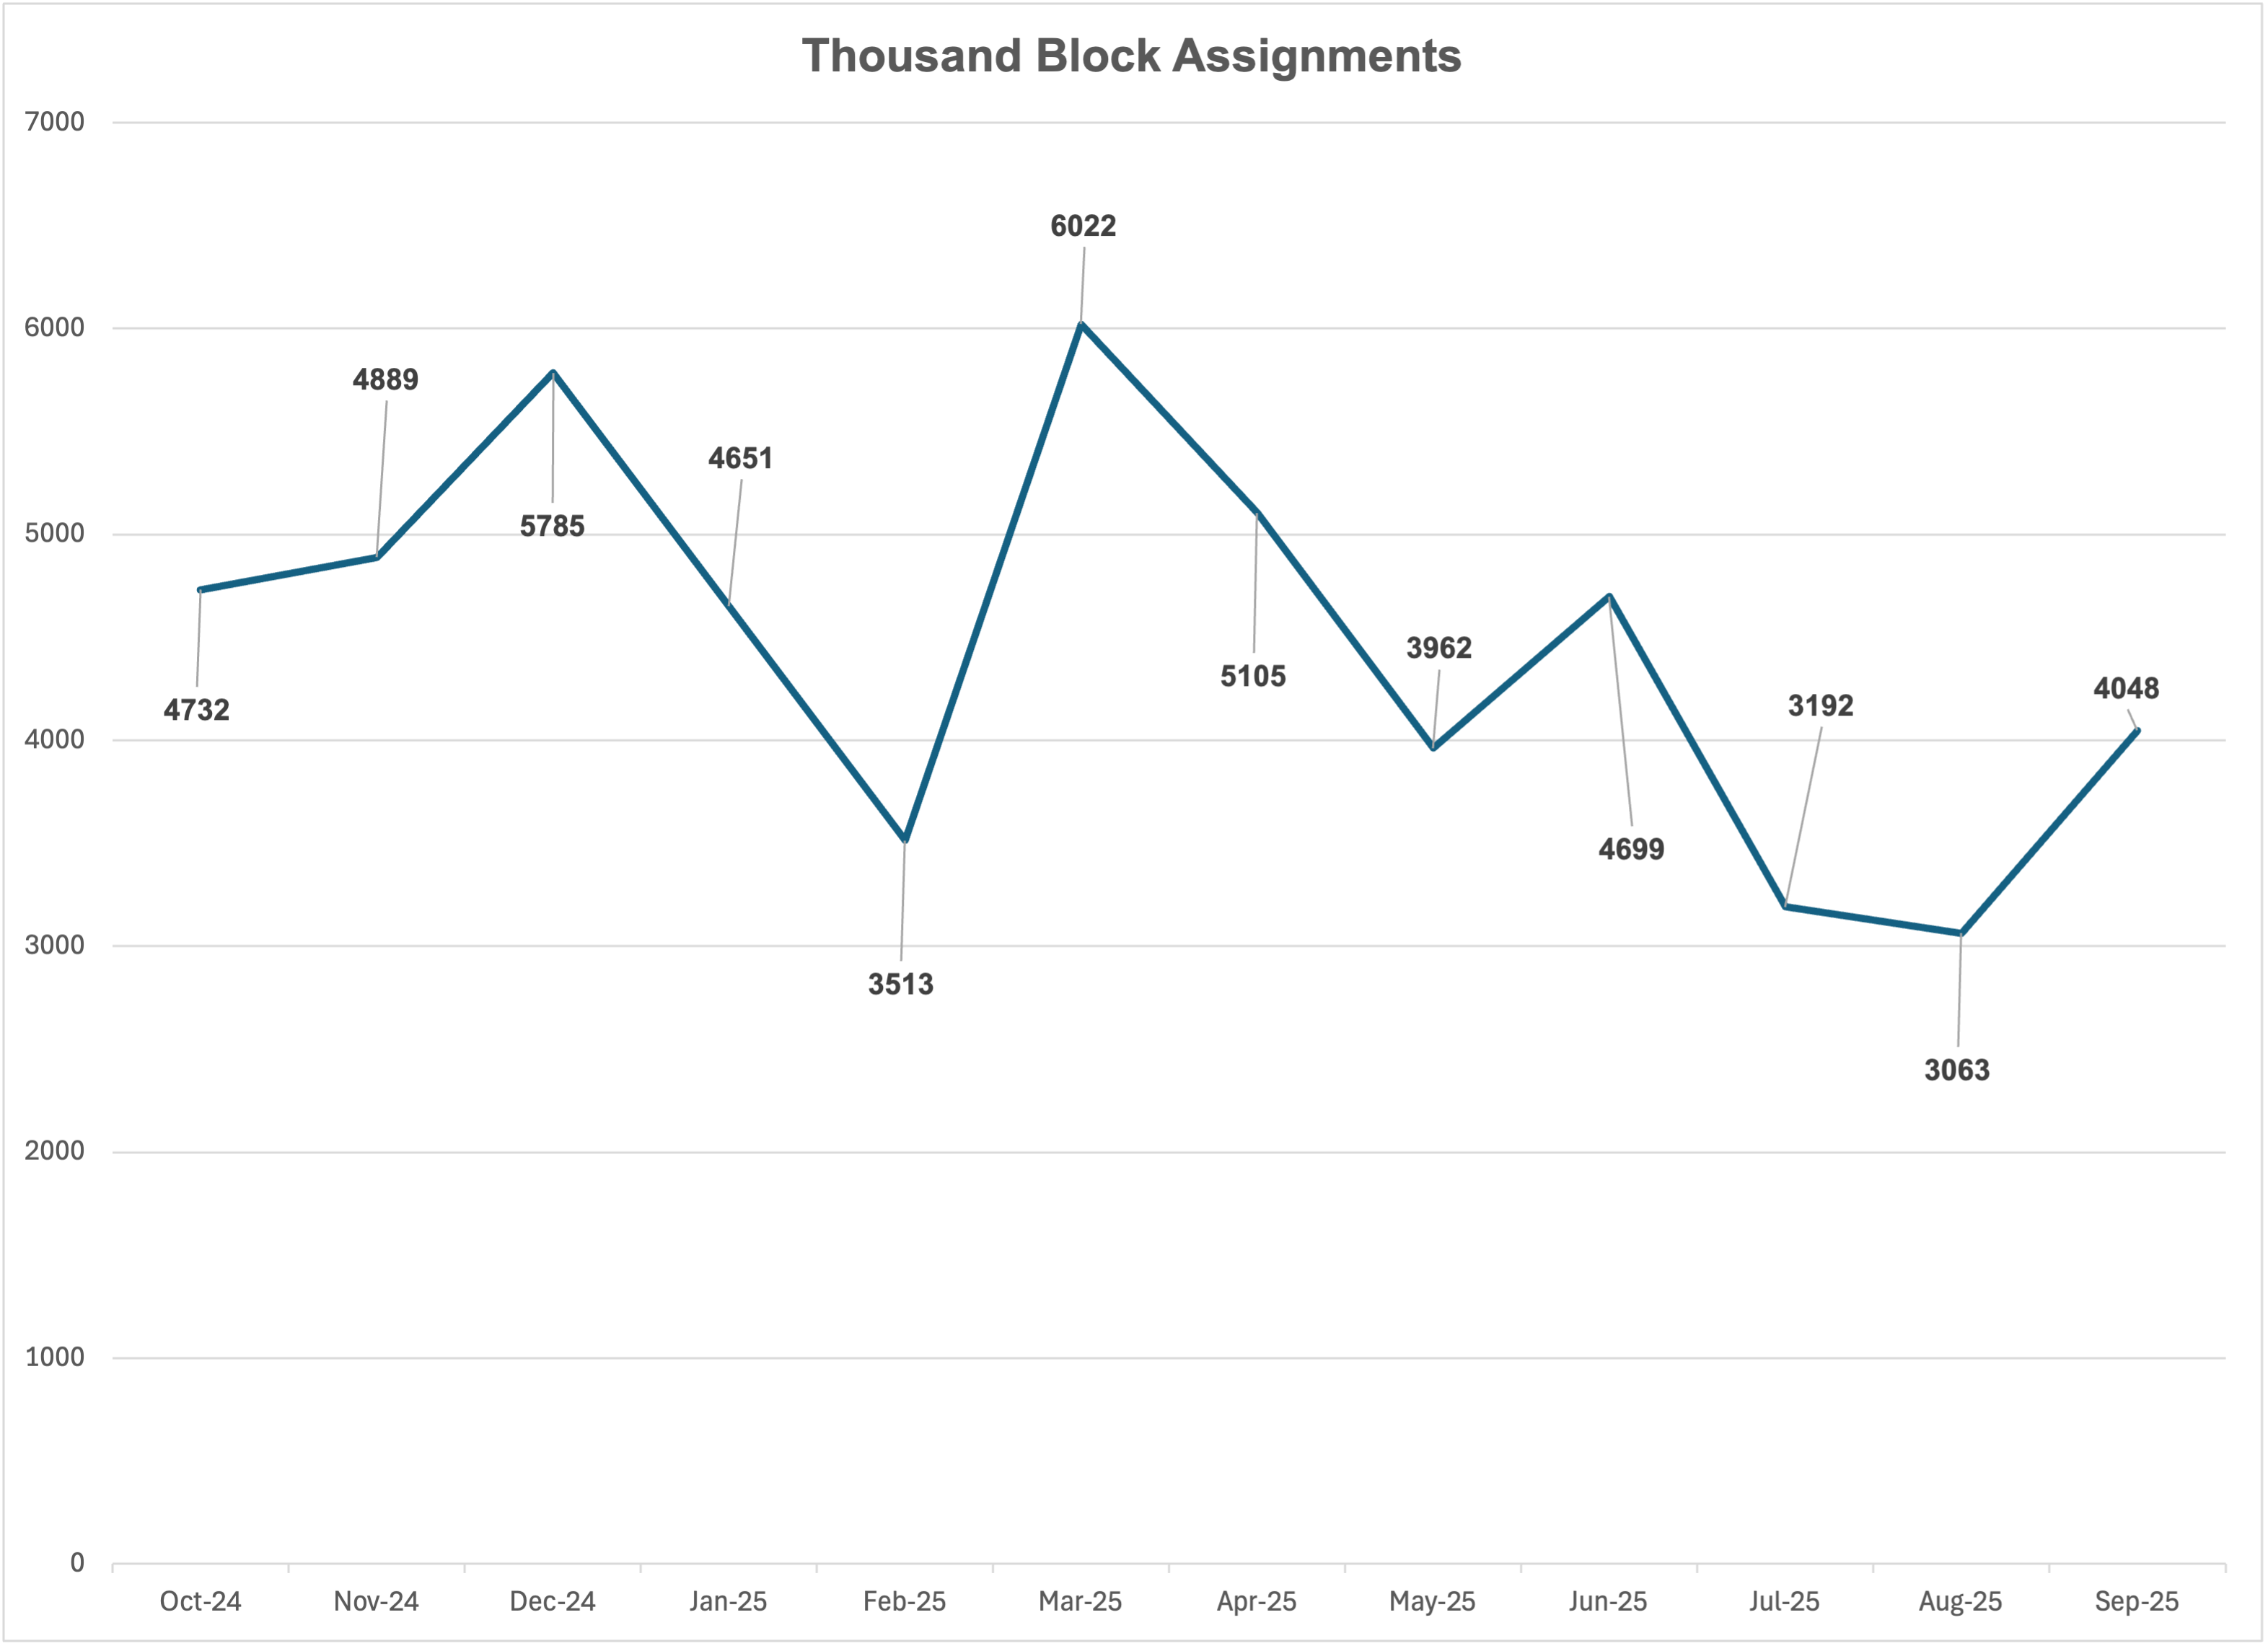 Thousand Block Assignments
7000
6000
5000
4000
3000
2000
1000
0
4732
4889
5785
4651
3513
6022
5105
3962
4699
3192
3063
4048
Oct-24
Nov-24
Dec-24
Jan-25
Feb-25
Mar-25
Apr-25
May-25
Jun-25
Jul-25
Aug-25
Sep-25